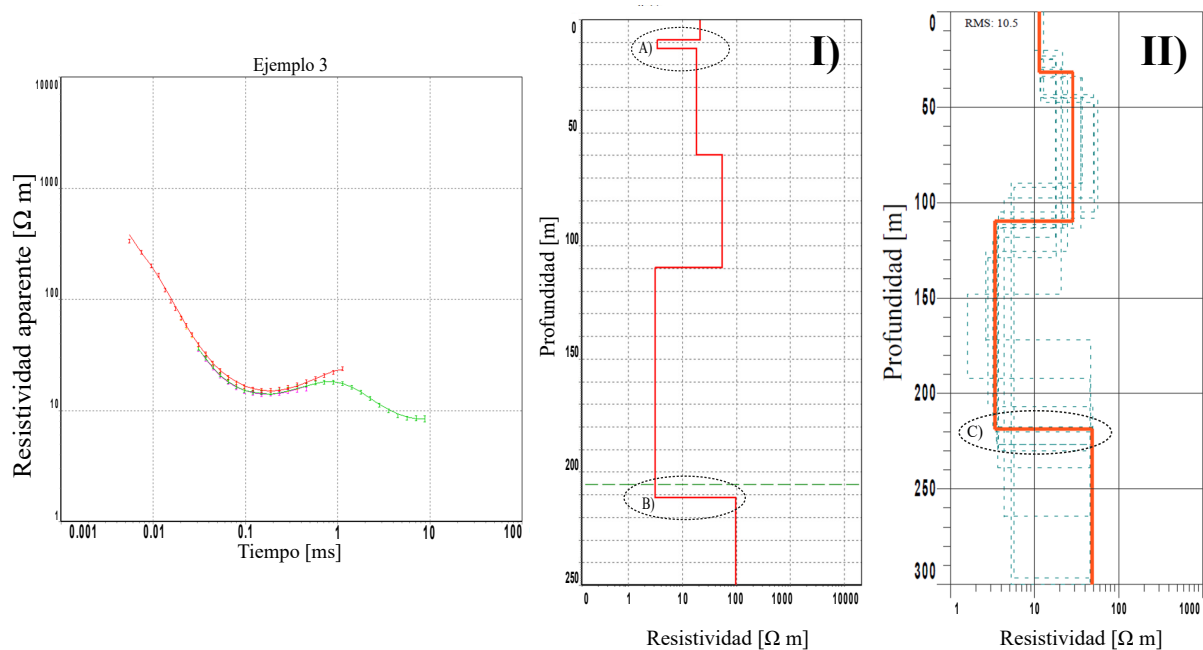 Ejemplo 3
Resistividad aparente [Ω m]
10000
1000
100
10
1
0.001 0.01 0.1 1 10 100
Tiempo [ms]
I)
A)
B)
Profundidad [m]
0
50
100
150
200
250
0 1 10 100 1000 10000
Resistividad [Ω m]
II)
RMS: 10.5
C)
Profundidad [m]
0
50
100
150
200
250
300
1 10 100 1000
Resistividad [Ω m]